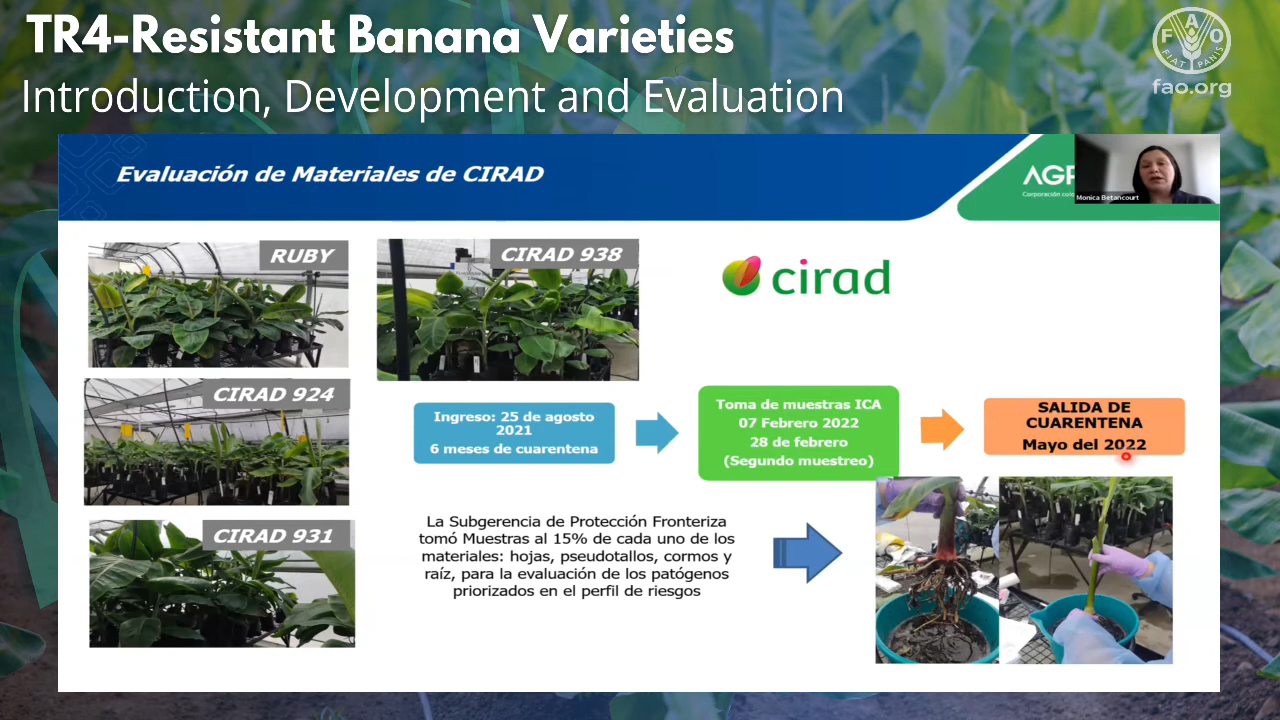 TR4-Resistant Banana Varieties
Introduction, Development and Evaluation
F A O
FIAT PANIS
fao.org
Evaluación de Materiales de CIRAD
AGR
Monica Betancourt
RUBY
CIRAD 938
cirad
CIRAD 924
CIRAD 931
Ingreso: 25 de agosto
2021
6 meses de cuarentena
Toma de muestras ICA
07 Febrero 2022
28 de febrero
(Segundo muestreo)
SALIDA DE
CUARENTENA
Mayo del 2022
La Subgerencia de Protección Fronteriza
tomó Muestras al 15% de cada uno de los
materiales: hojas, pseudotallos, cormos y
raíz, para la evaluación de los patógenos
priorizados en el perfil de riesgos